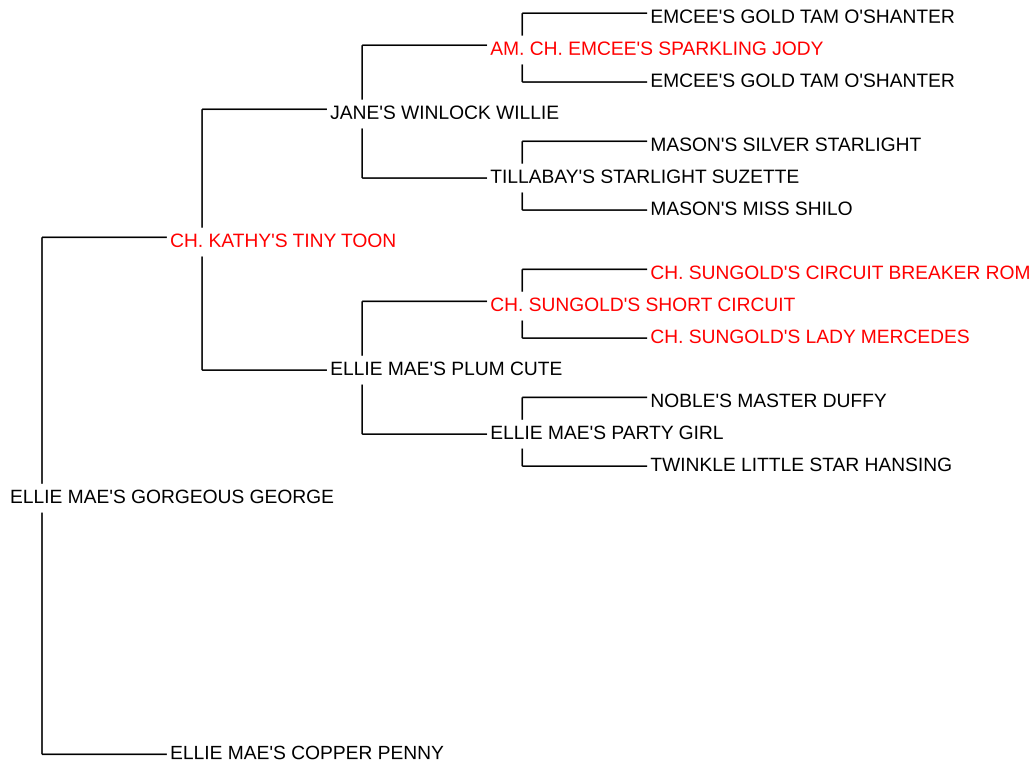 EMCEE'S GOLD TAM O'SHANTER
AM. CH. EMCEE'S SPARKLING JODY
EMCEE'S GOLD TAM O'SHANTER
JANE'S WINLOCK WILLIE
MASON'S SILVER STARLIGHT
TILLABAY'S STARLIGHT SUZETTE
MASON'S MISS SHILO
CH. KATHY'S TINY TOON
CH. SUNGOLD'S CIRCUIT BREAKER ROM
CH. SUNGOLD'S SHORT CIRCUIT
CH. SUNGOLD'S LADY MERCEDES
ELLIE MAE'S PLUM CUTE
NOBLE'S MASTER DUFFY
ELLIE MAE'S PARTY GIRL
TWINKLE LITTLE STAR HANSING
ELLIE MAE'S GORGEOUS GEORGE
ELLIE MAE'S COPPER PENNY